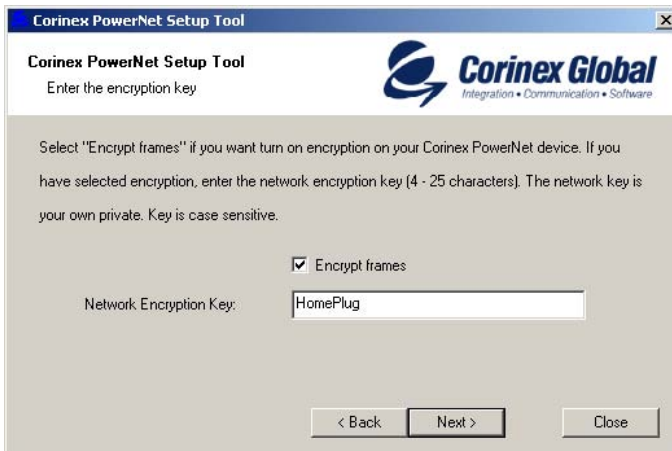 Corinex PowerNet Setup Tool
Corinex PowerNet Setup Tool
Enter the encryption key
Corinex Global
Integration • Communication • Software
Select "Encrypt frames" if you want turn on encryption on your Corinex PowerNet device. If you
have selected encryption, enter the network encryption key (4 - 25 characters). The network key is
your own private. Key is case sensitive.
Encrypt frames
Network Encryption Key:
HomePlug
< Back
Next >
Close